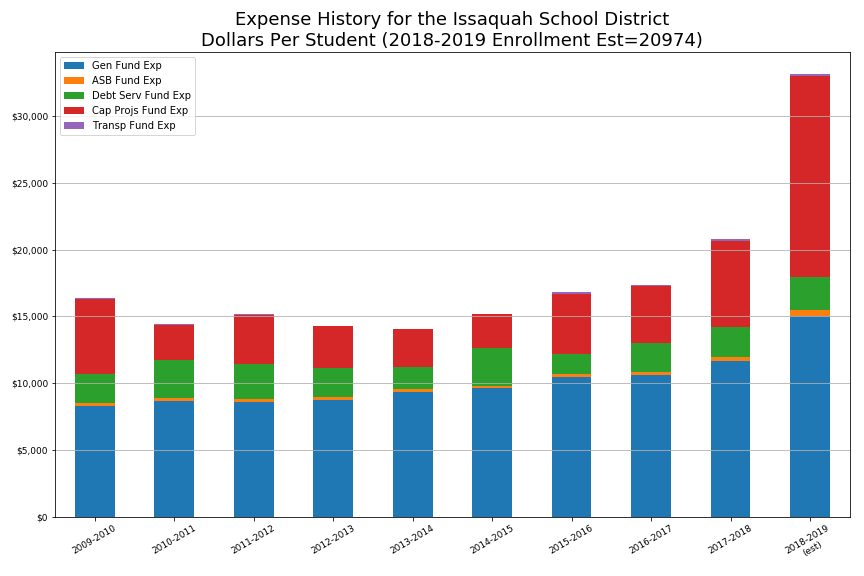 Expense History for the Issaquah School District
Dollars Per Student (2018-2019 Enrollment Est=20974)
Gen Fund Exp
ASB Fund Exp
Debt Serv Fund Exp
Cap Projs Fund Exp
Transp Fund Exp
$30,000
$25,000
$20,000
$15,000
$10,000
$5,000
$0
2009-2010
2010-2011
2011-2012
2012-2013
2013-2014
2014-2015
2015-2016
2016-2017
2017-2018
2018-2019
(est)